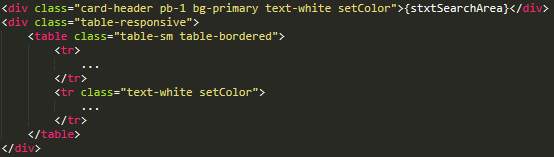 <div class="card-header pb-1 bg-primary text-white setColor">{stxtSearchArea}</div>
<div class="table-responsive">
    <table class="table-sm table-bordered">
        <tr>
            ...
        </tr>
        <tr class="text-white setColor">
            ...
        </tr>
    </table>
</div>